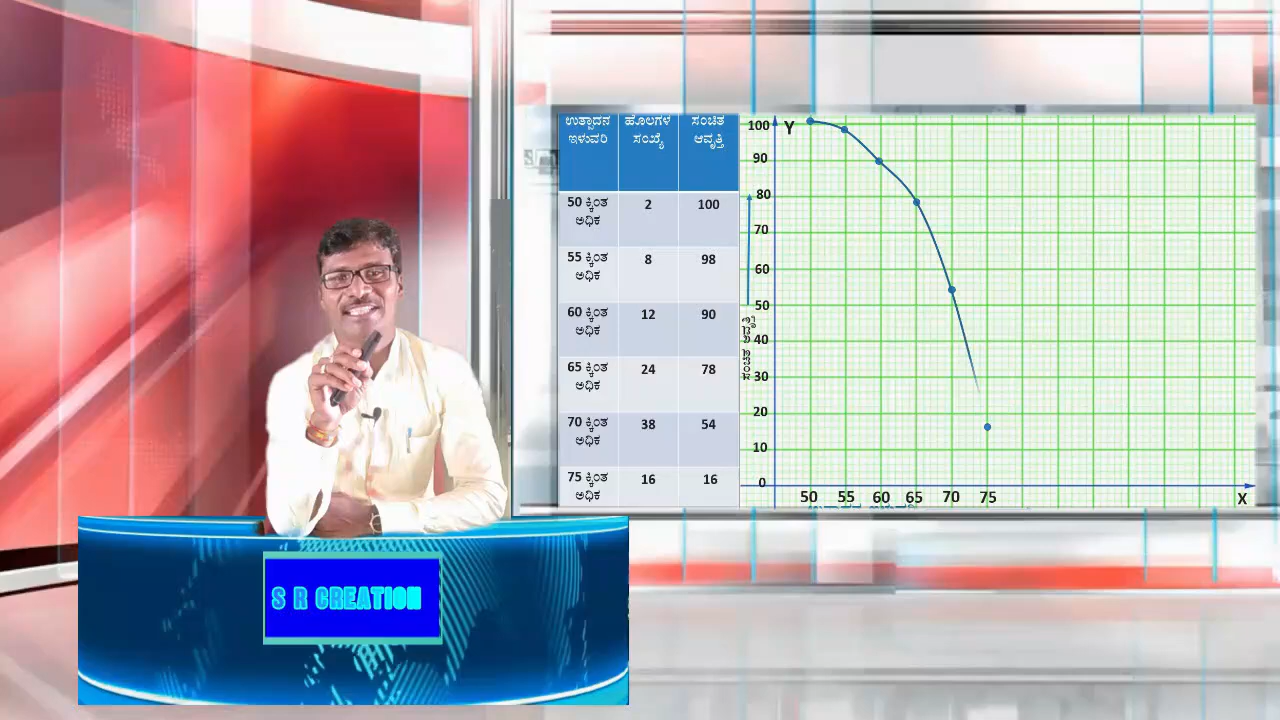 ಉತ್ಪಾದನ ಹೊಲಗಳ ಸಂಚಿತ
ಇಳುವರಿ ಸಂಖ್ಯೆ ಆವೃತ್ತಿ
50 ಕ್ಕಿಂತ 2 100
ಅಧಿಕ
55 ಕ್ಕಿಂತ 8 98
ಅಧಿಕ
60 ಕ್ಕಿಂತ 12 90
ಅಧಿಕ
65 ಕ್ಕಿಂತ 24 78
ಅಧಿಕ
70 ಕ್ಕಿಂತ 38 54
ಅಧಿಕ
75 ಕ್ಕಿಂತ 16 16
ಅಧಿಕ
100 Y
90
80
70
60
50
40
30
20
10
0
ಸಂಚಿತ ಆವೃತ್ತಿ
50 55 60 65 70 75 X
S R CREATION